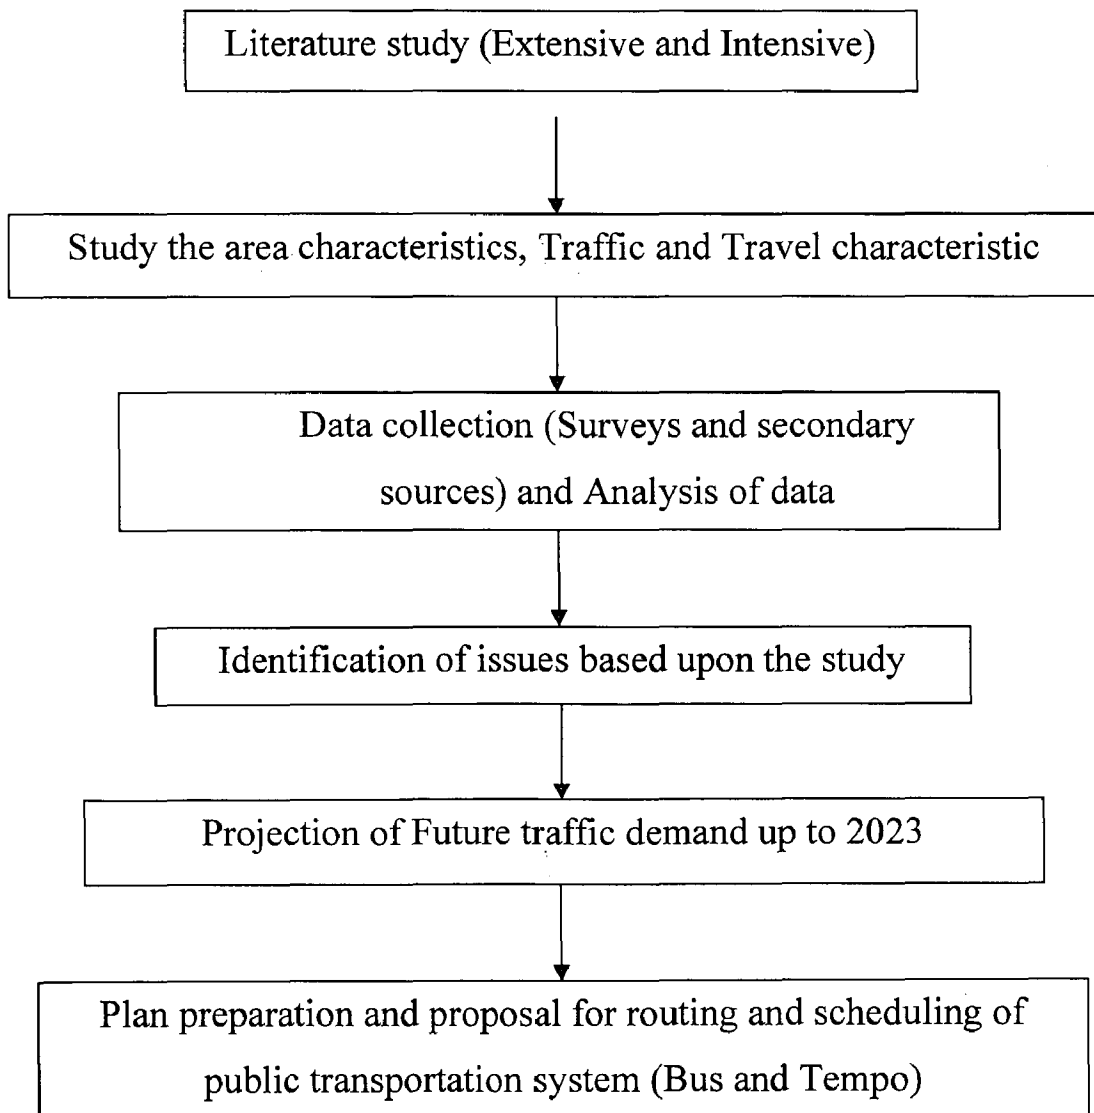 Literature study (Extensive and Intensive)
Study the area characteristics, Traffic and Travel characteristic
Data collection (Surveys and secondary
sources) and Analysis of data
Identification of issues based upon the study
Projection of Future traffic demand up to 2023
Plan preparation and proposal for routing and scheduling of
public transportation system (Bus and Tempo)